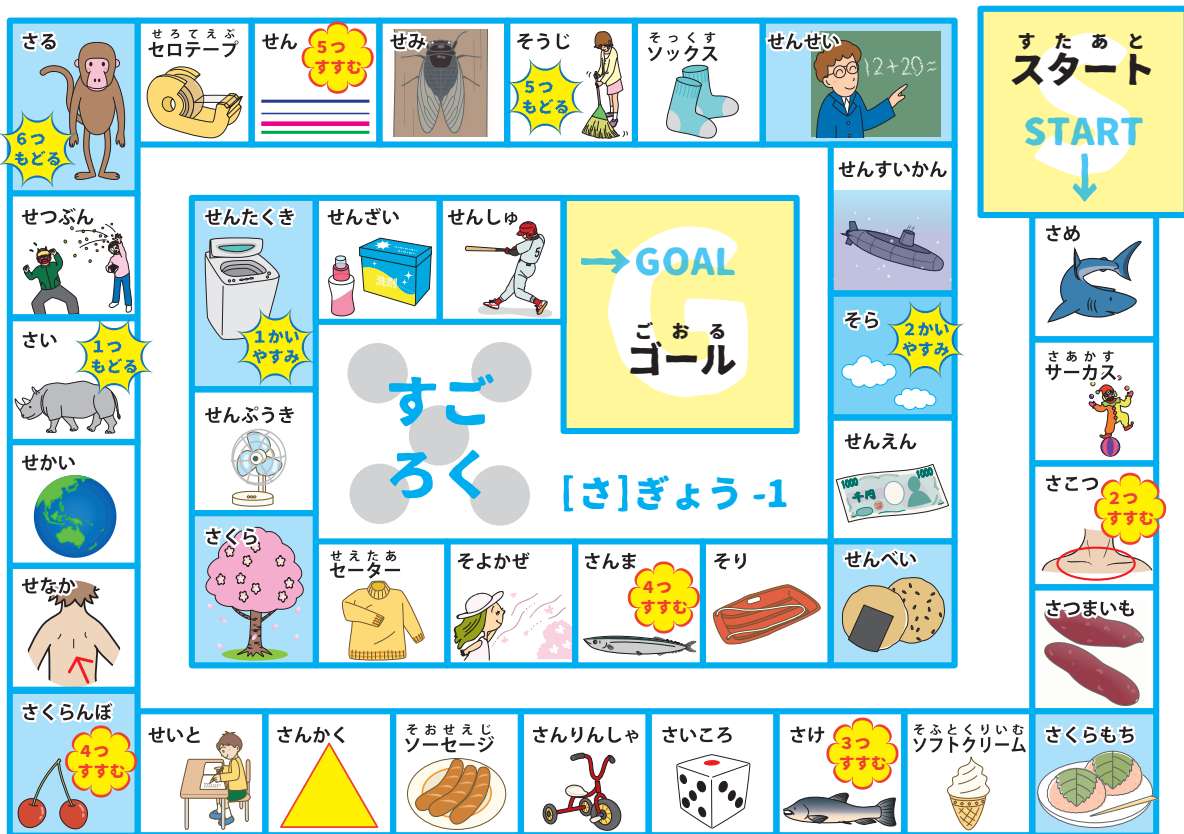 すたあと
スタート
START
さめ
さあかす
サーカス
さこつ
2つ
すすむ
さつまいも
さくらもち
そふとくりいむ
ソフトクリーム
さけ
3つ
すすむ
さいころ
さんりんしゃ
そおせえじ
ソーセージ
さんかく
せいと
さくらんぼ
4つ
すすむ
せなか
せかい
さい
1つ
もどる
せつぶん
さる
6つ
もどる
せろてえぶ
セロテープ
せん
5つ
すすむ
せみ
そうじ
5つ
もどる
そっくす
ソックス
せんせい
12+20=
せんすいかん
そら
2かい
やすみ
せんえん
1000
1000
千円
せんべい
そり
さんま
4つ
すすむ
そよかぜ
せえたあ
セーター
さくら
せんぷうき
せんたくき
1かい
やすみ
せんざい
洗剤
せんしゅ
5
GOAL
ごおる
ゴール
すご
ろく
[さ]ぎょう -1